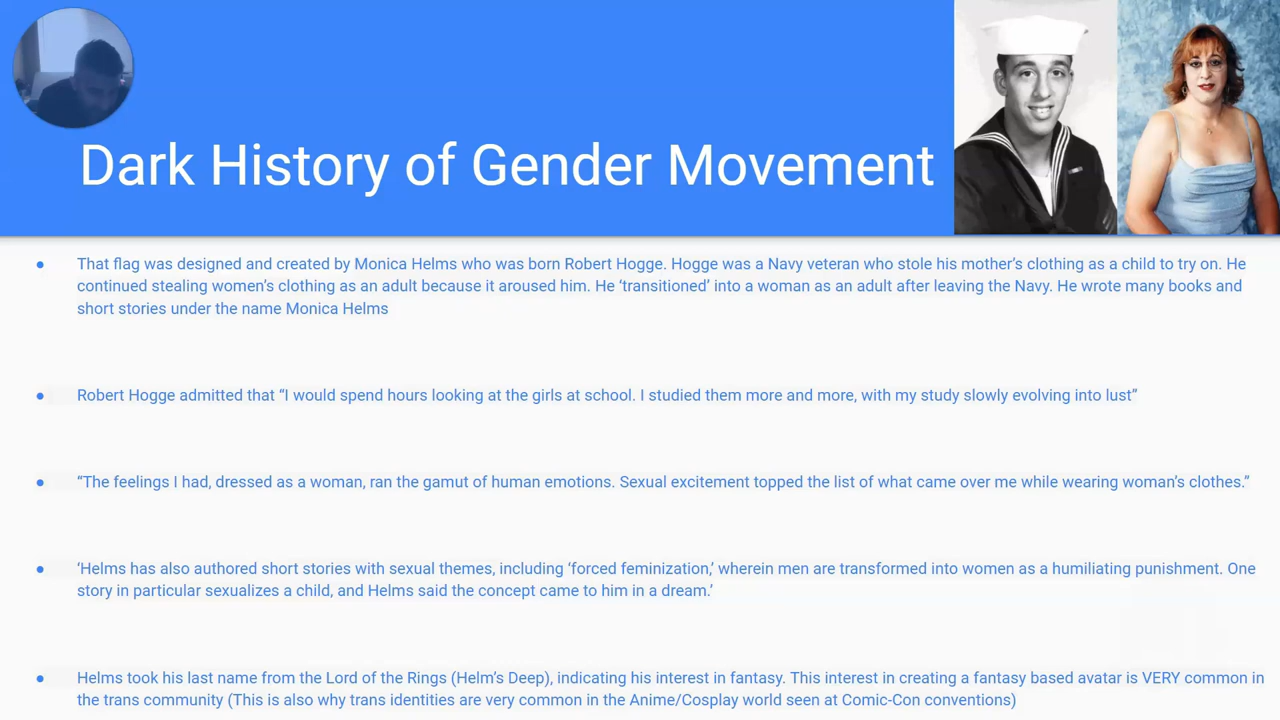 Dark History of Gender Movement
● That flag was designed and created by Monica Helms who was born Robert Hogge. Hogge was a Navy veteran who stole his mother’s clothing as a child to try on. He
continued stealing women’s clothing as an adult because it aroused him. He ‘transitioned’ into a woman as an adult after leaving the Navy. He wrote many books and
short stories under the name Monica Helms
● Robert Hogge admitted that “I would spend hours looking at the girls at school. I studied them more and more, with my study slowly evolving into lust”
● “The feelings I had, dressed as a woman, ran the gamut of human emotions. Sexual excitement topped the list of what came over me while wearing woman’s clothes.”
● ‘Helms has also authored short stories with sexual themes, including ‘forced feminization,’ wherein men are transformed into women as a humiliating punishment. One
story in particular sexualizes a child, and Helms said the concept came to him in a dream.’
● Helms took his last name from the Lord of the Rings (Helm’s Deep), indicating his interest in fantasy. This interest in creating a fantasy based avatar is VERY common in
the trans community (This is also why trans identities are very common in the Anime/Cosplay world seen at Comic-Con conventions)